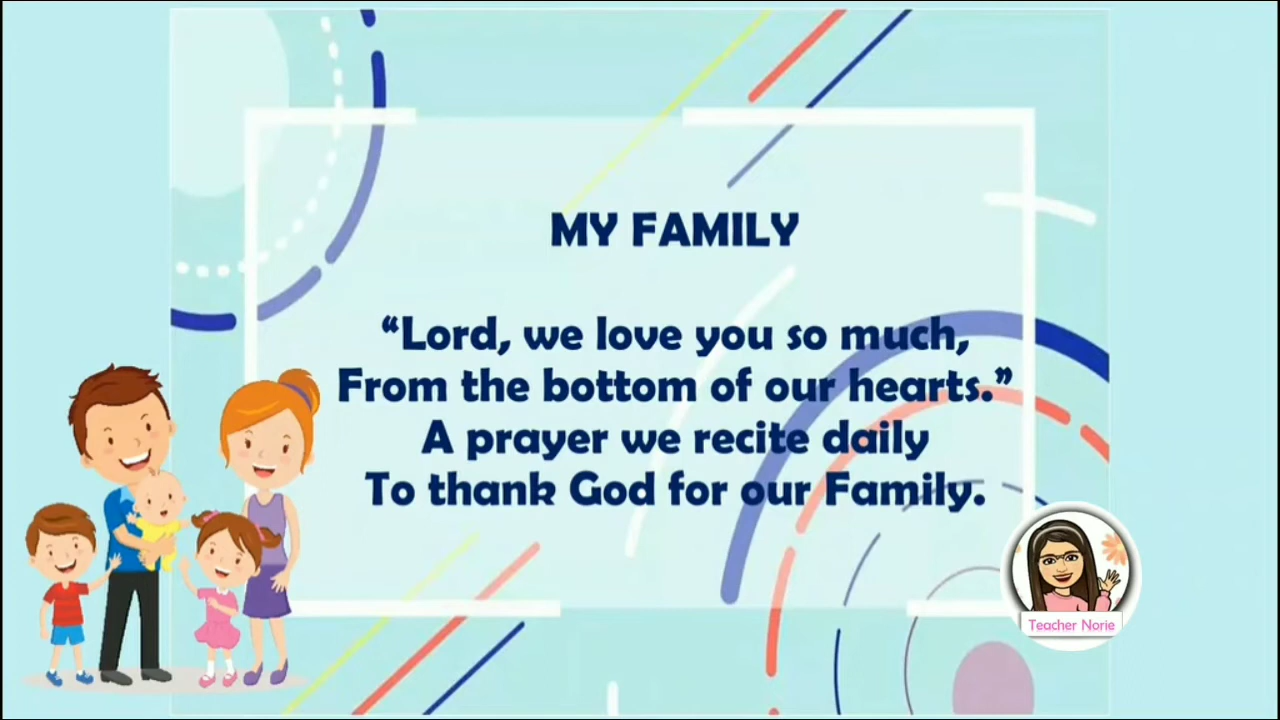 MY FAMILY
“Lord, we love you so much,
From the bottom of our hearts.”
A prayer we recite daily
To thank God for our Family.
Teacher Norie